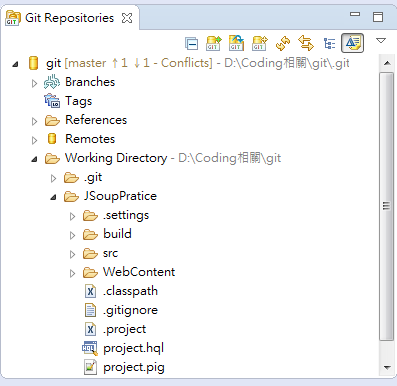 Git Repositories
git [master ↑1 ↓1 - Conflicts] - D:\Coding相關\git\.git
Branches
Tags
References
Remotes
Working Directory - D:\Coding相關\git
.git
JSoupPratice
.settings
build
src
WebContent
.classpath
.gitignore
.project
project.hql
project.pig